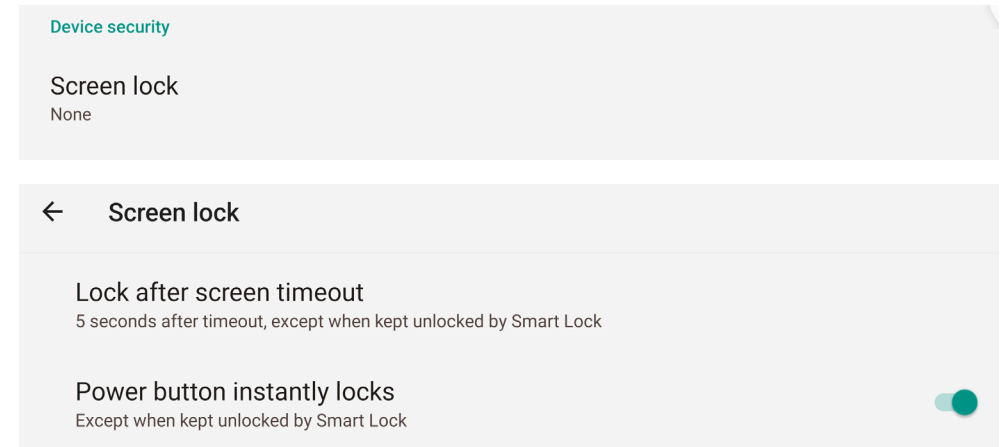 Device security
Screen lock
None
Screen lock
Lock after screen timeout
5 seconds after timeout, except when kept unlocked by Smart Lock
Power button instantly locks
Except when kept unlocked by Smart Lock